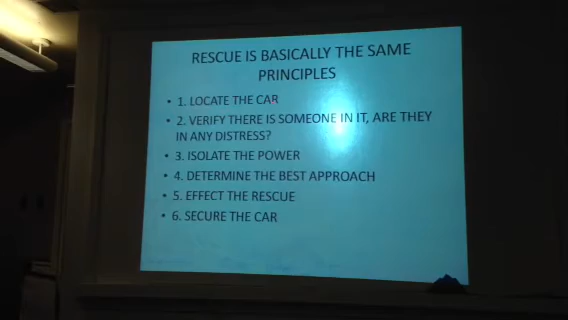 RESCUE IS BASICALLY THE SAME
PRINCIPLES
• 1. LOCATE THE CAR
• 2. VERIFY THERE IS SOMEONE IN IT, ARE THEY
IN ANY DISTRESS?
• 3. ISOLATE THE POWER
• 4. DETERMINE THE BEST APPROACH
• 5. EFFECT THE RESCUE
• 6. SECURE THE CAR